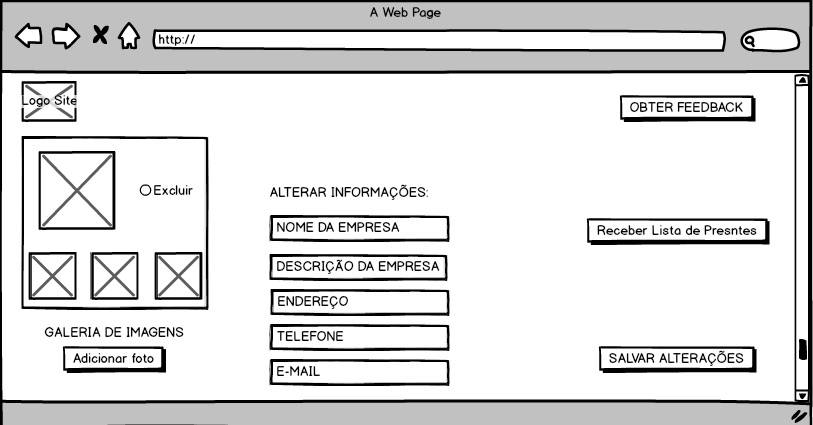 A Web Page
http://
Logo Site
OBTER FEEDBACK
Excluir
ALTERAR INFORMAÇÕES:
NOME DA EMPRESA
Receber Lista de Presntes
DESCRIÇÃO DA EMPRESA
ENDEREÇO
GALERIA DE IMAGENS
TELEFONE
Adicionar foto
SALVAR ALTERAÇÕES
E-MAIL